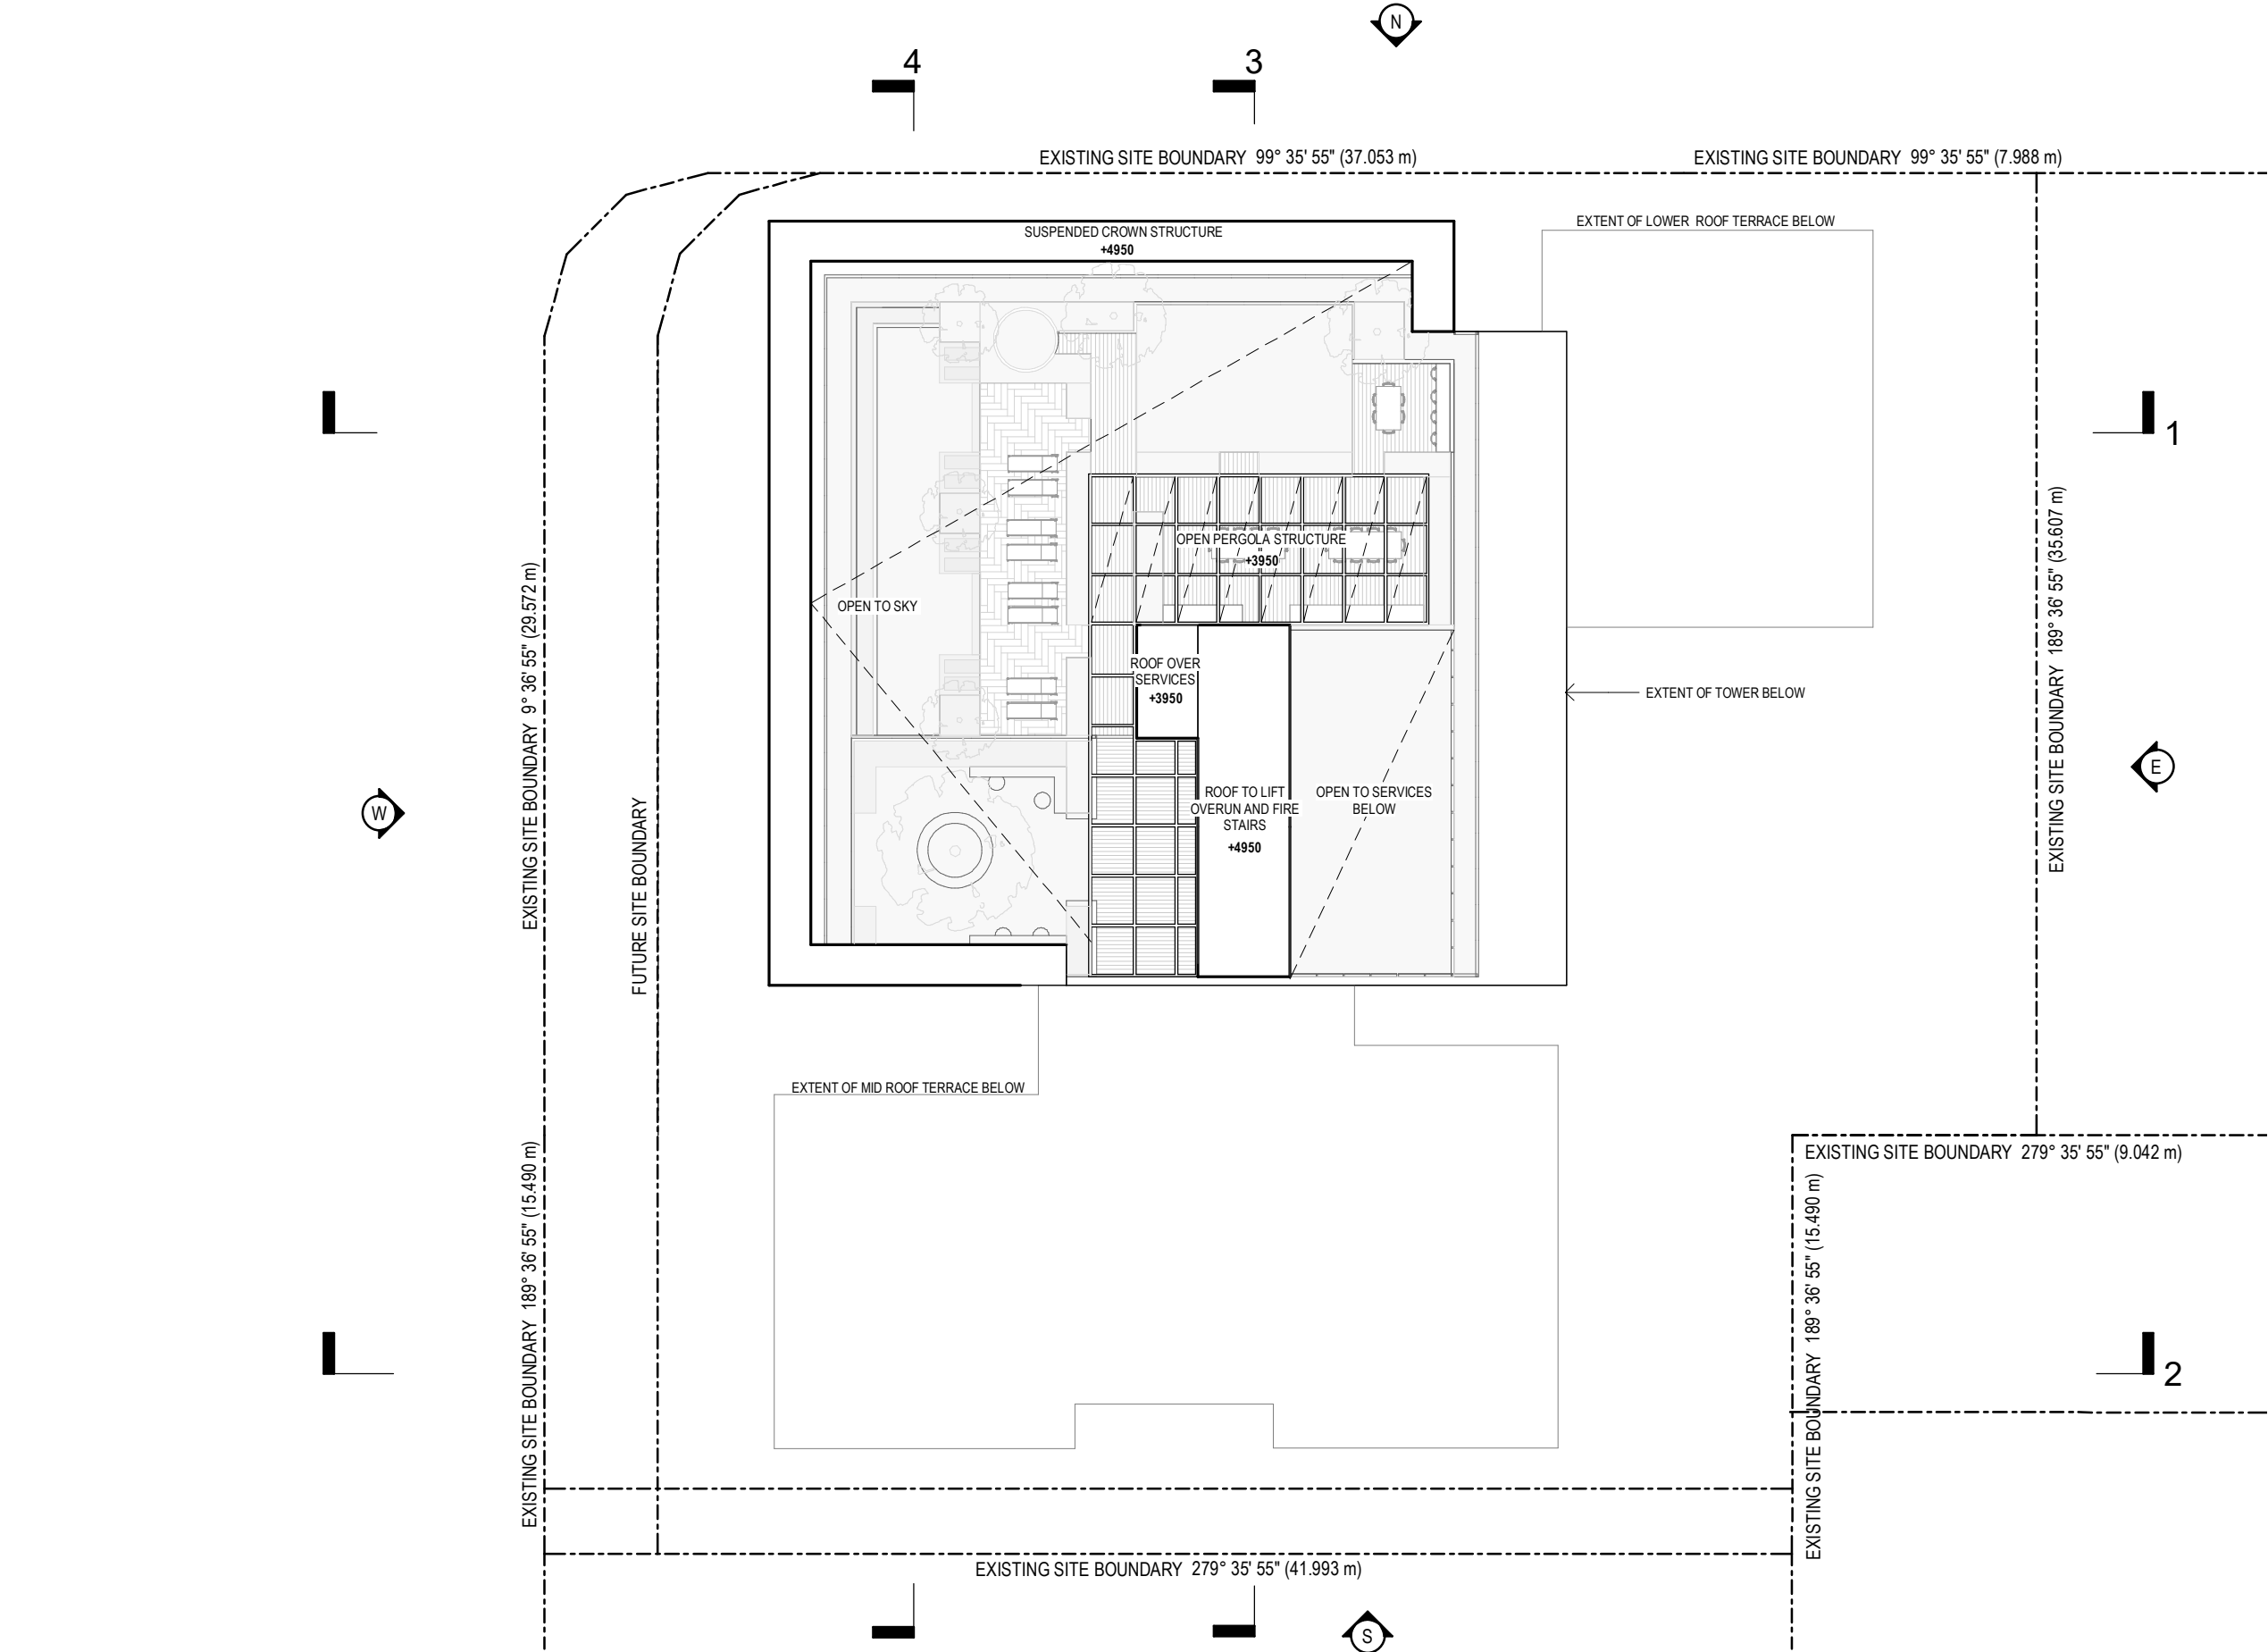 N
4
3
EXISTING SITE BOUNDARY 99° 35' 55" (37.053 m)
EXISTING SITE BOUNDARY 99° 35' 55" (7.988 m)
EXTENT OF LOWER ROOF TERRACE BELOW
SUSPENDED CROWN STRUCTURE
+4950
1
OPEN PERGOLA STRUCTURE
+3950
OPEN TO SKY
EXISTING SITE BOUNDARY 9° 36' 55" (29.572 m)
EXISTING SITE BOUNDARY 189° 36' 55" (35.607 m)
ROOF OVER
SERVICES
+3950
EXTENT OF TOWER BELOW
E
W
FUTURE SITE BOUNDARY
ROOF TO LIFT
OVERUN AND FIRE
STAIRS
+4950
OPEN TO SERVICES
BELOW
EXTENT OF MID ROOF TERRACE BELOW
EXISTING SITE BOUNDARY 279° 35' 55" (9.042 m)
EXISTING SITE BOUNDARY 189° 36' 55" (15.490 m)
EXISTING SITE BOUNDARY 189° 36' 55" (15.490 m)
2
EXISTING SITE BOUNDARY 279° 35' 55" (41.993 m)
S